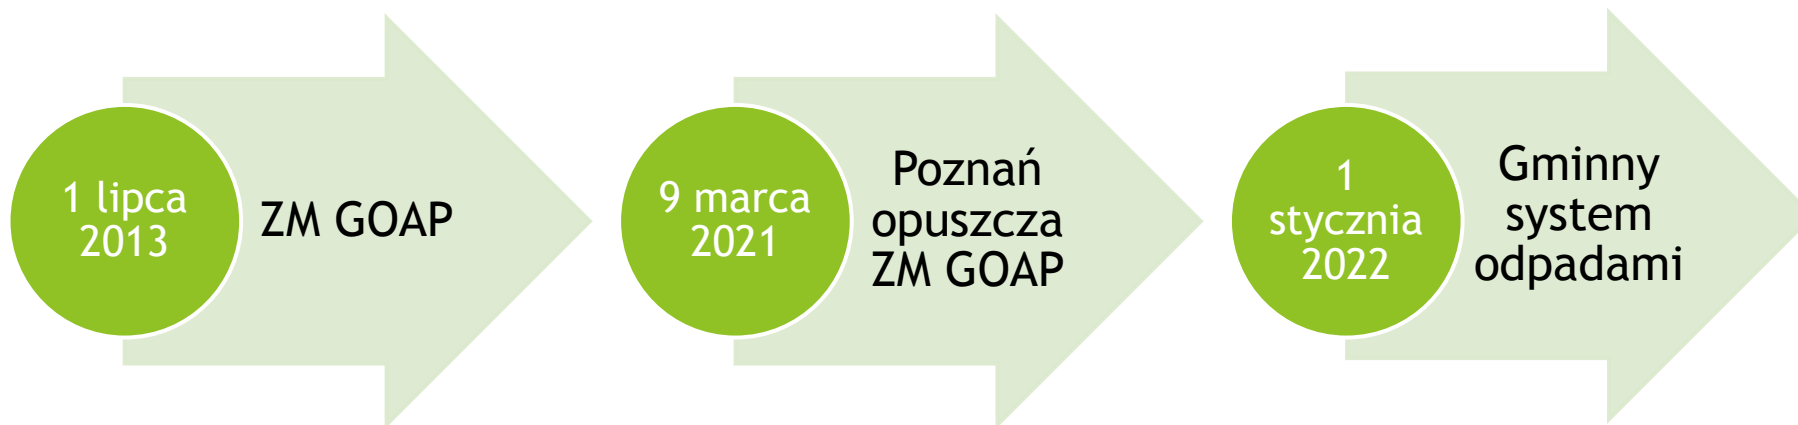 1 lipca
2013
ZM GOAP
9 marca
2021
Poznań
opuszcza
ZM GOAP
1
stycznia
2022
Gminny
system
odpadami